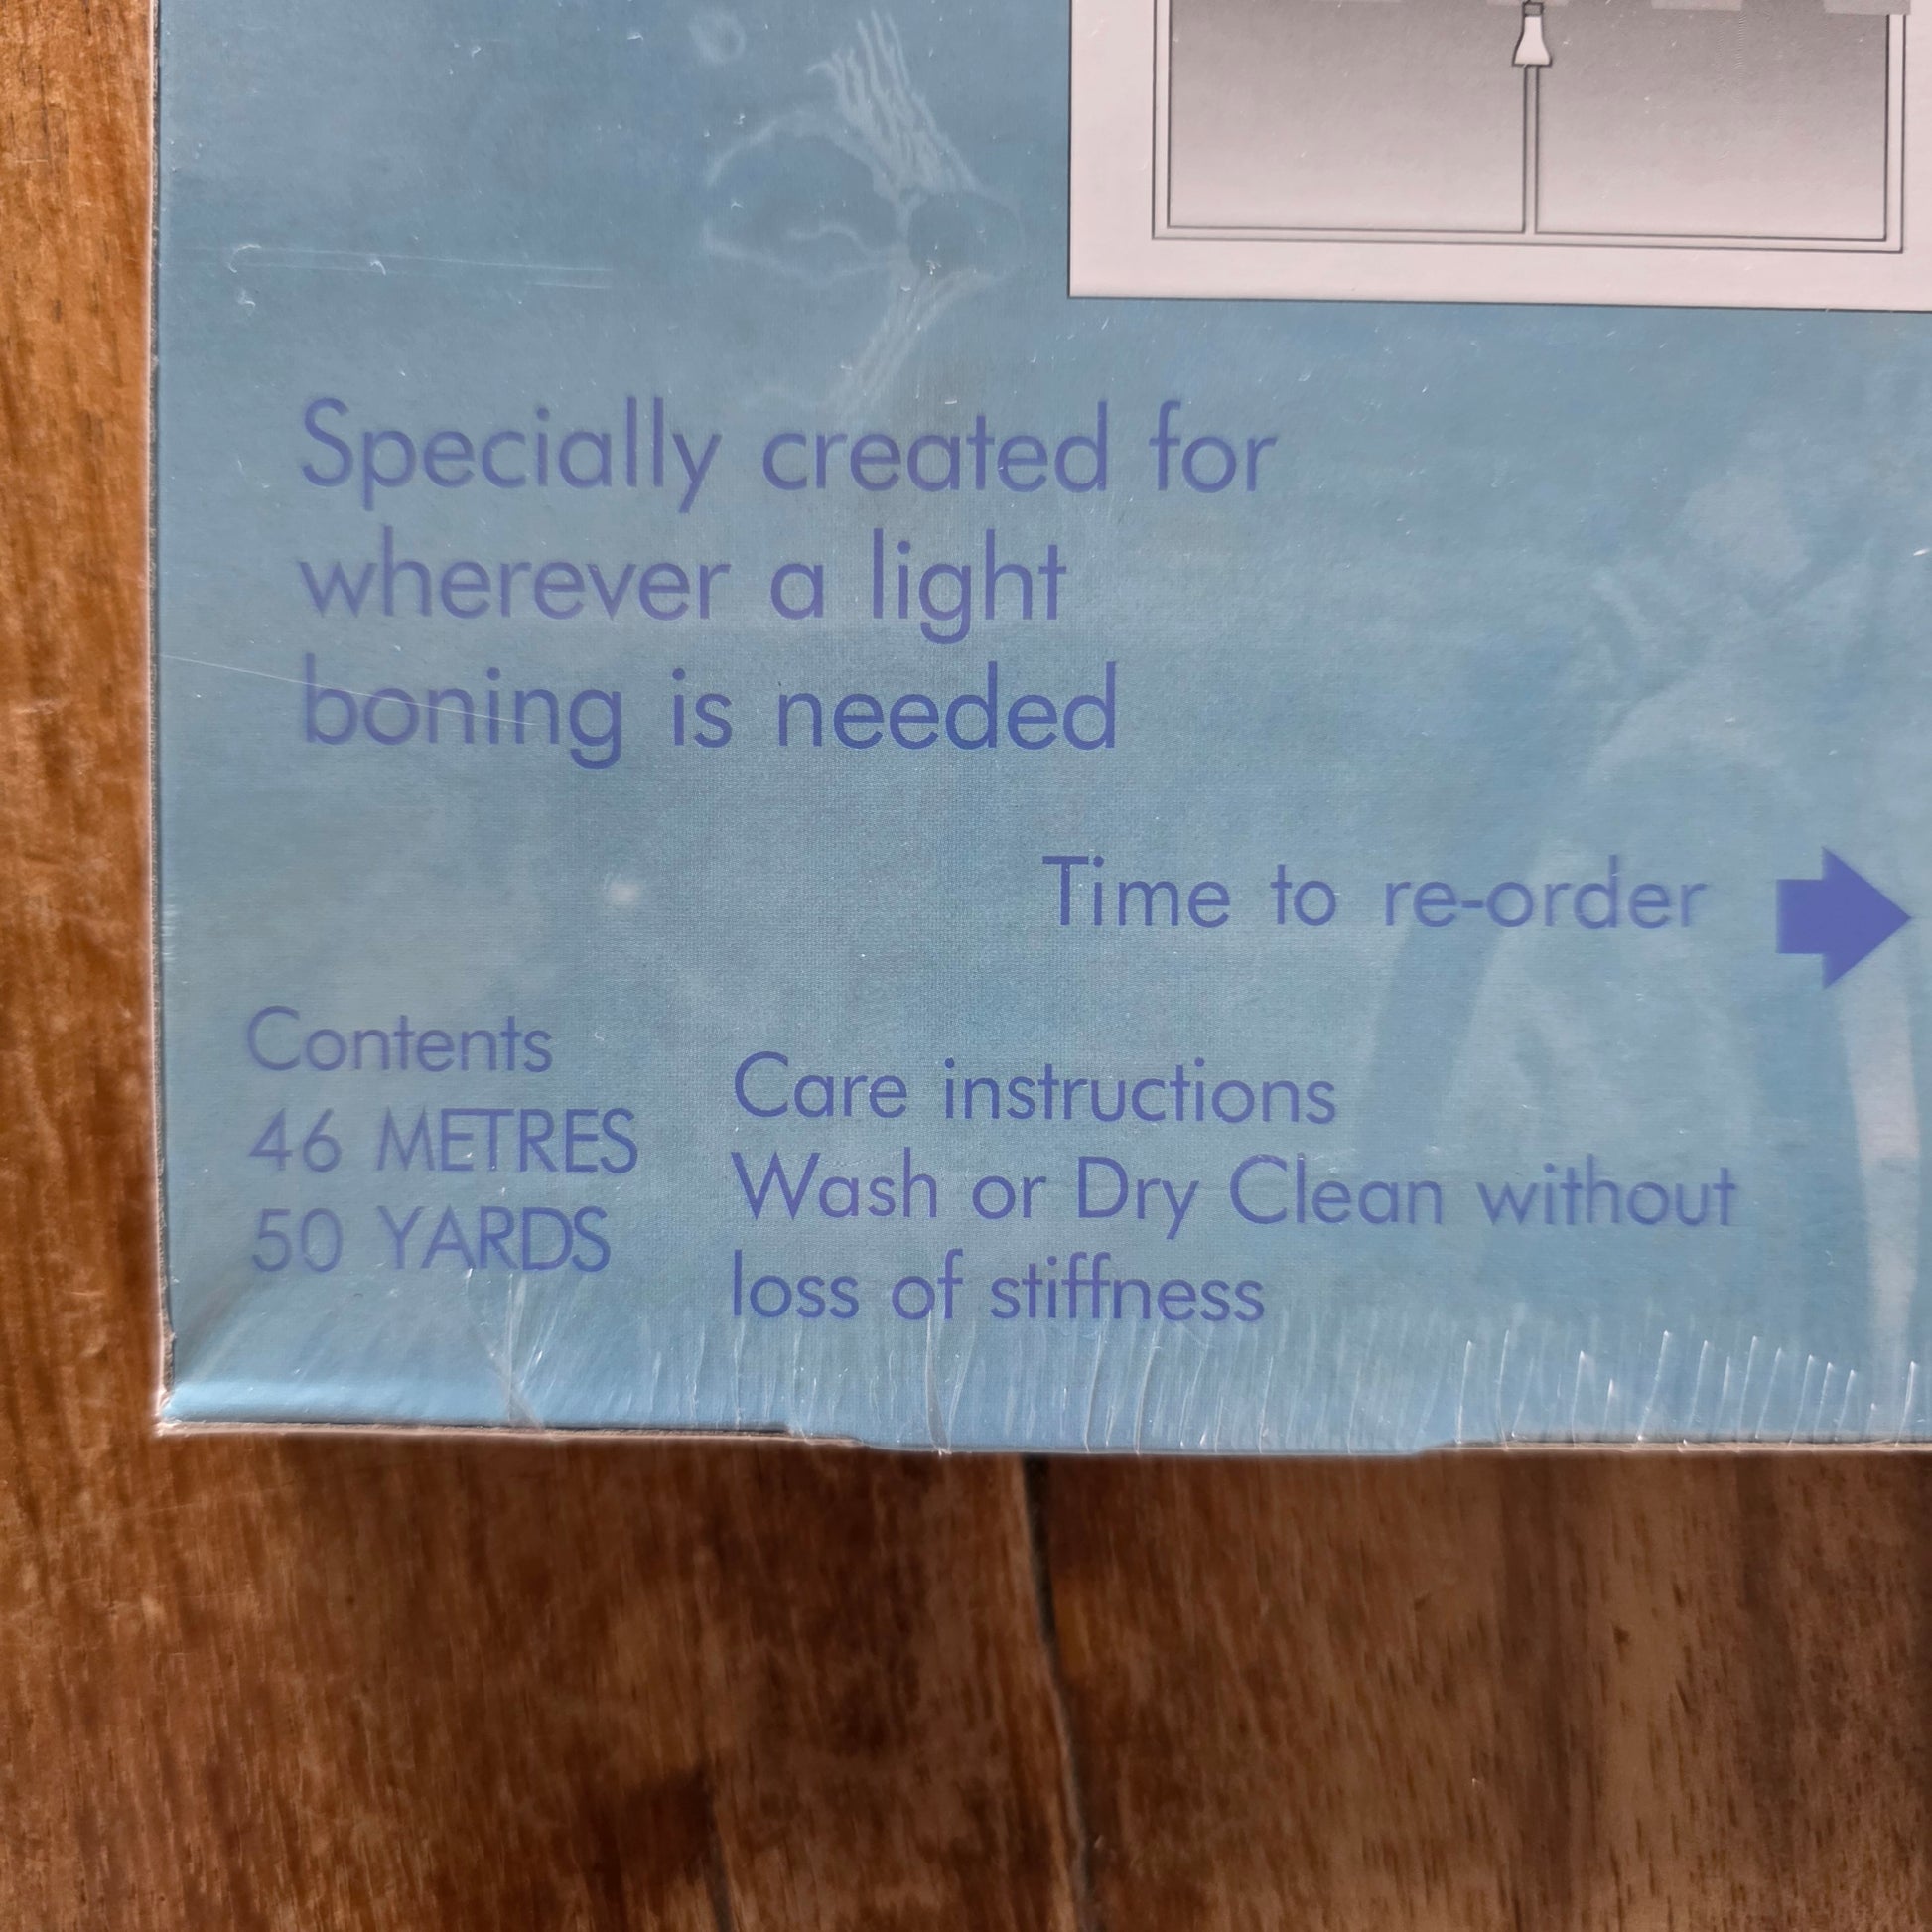 Specially created for
wherever a light
boning is needed
Time to re-order
Contents
46 METRES
50 YARDS
Care instructions
Wash or Dry Clean without
loss of stiffness